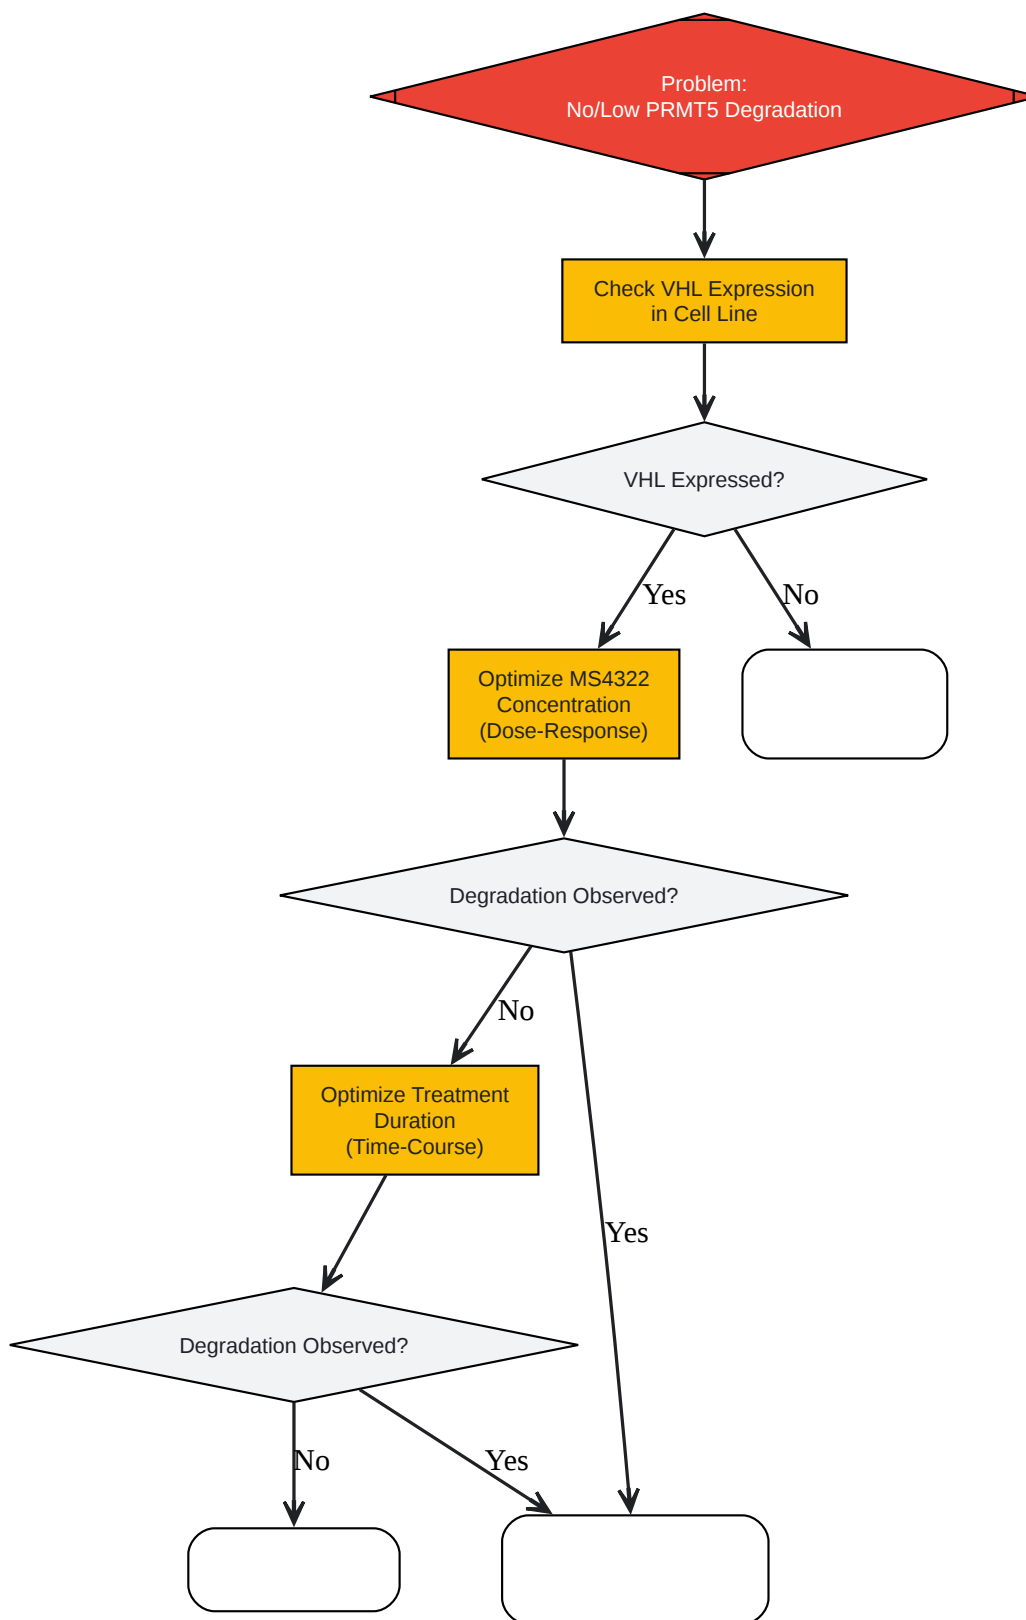 Problem:
No/Low PRMT5 Degradation
Check VHL Expression
in Cell Line
VHL Expressed?
Yes
No
Optimize MS4322
Concentration
(Dose-Response)
Degradation Observed?
No
Optimize Treatment
Duration
(Time-Course)
Yes
Degradation Observed?
No
Yes